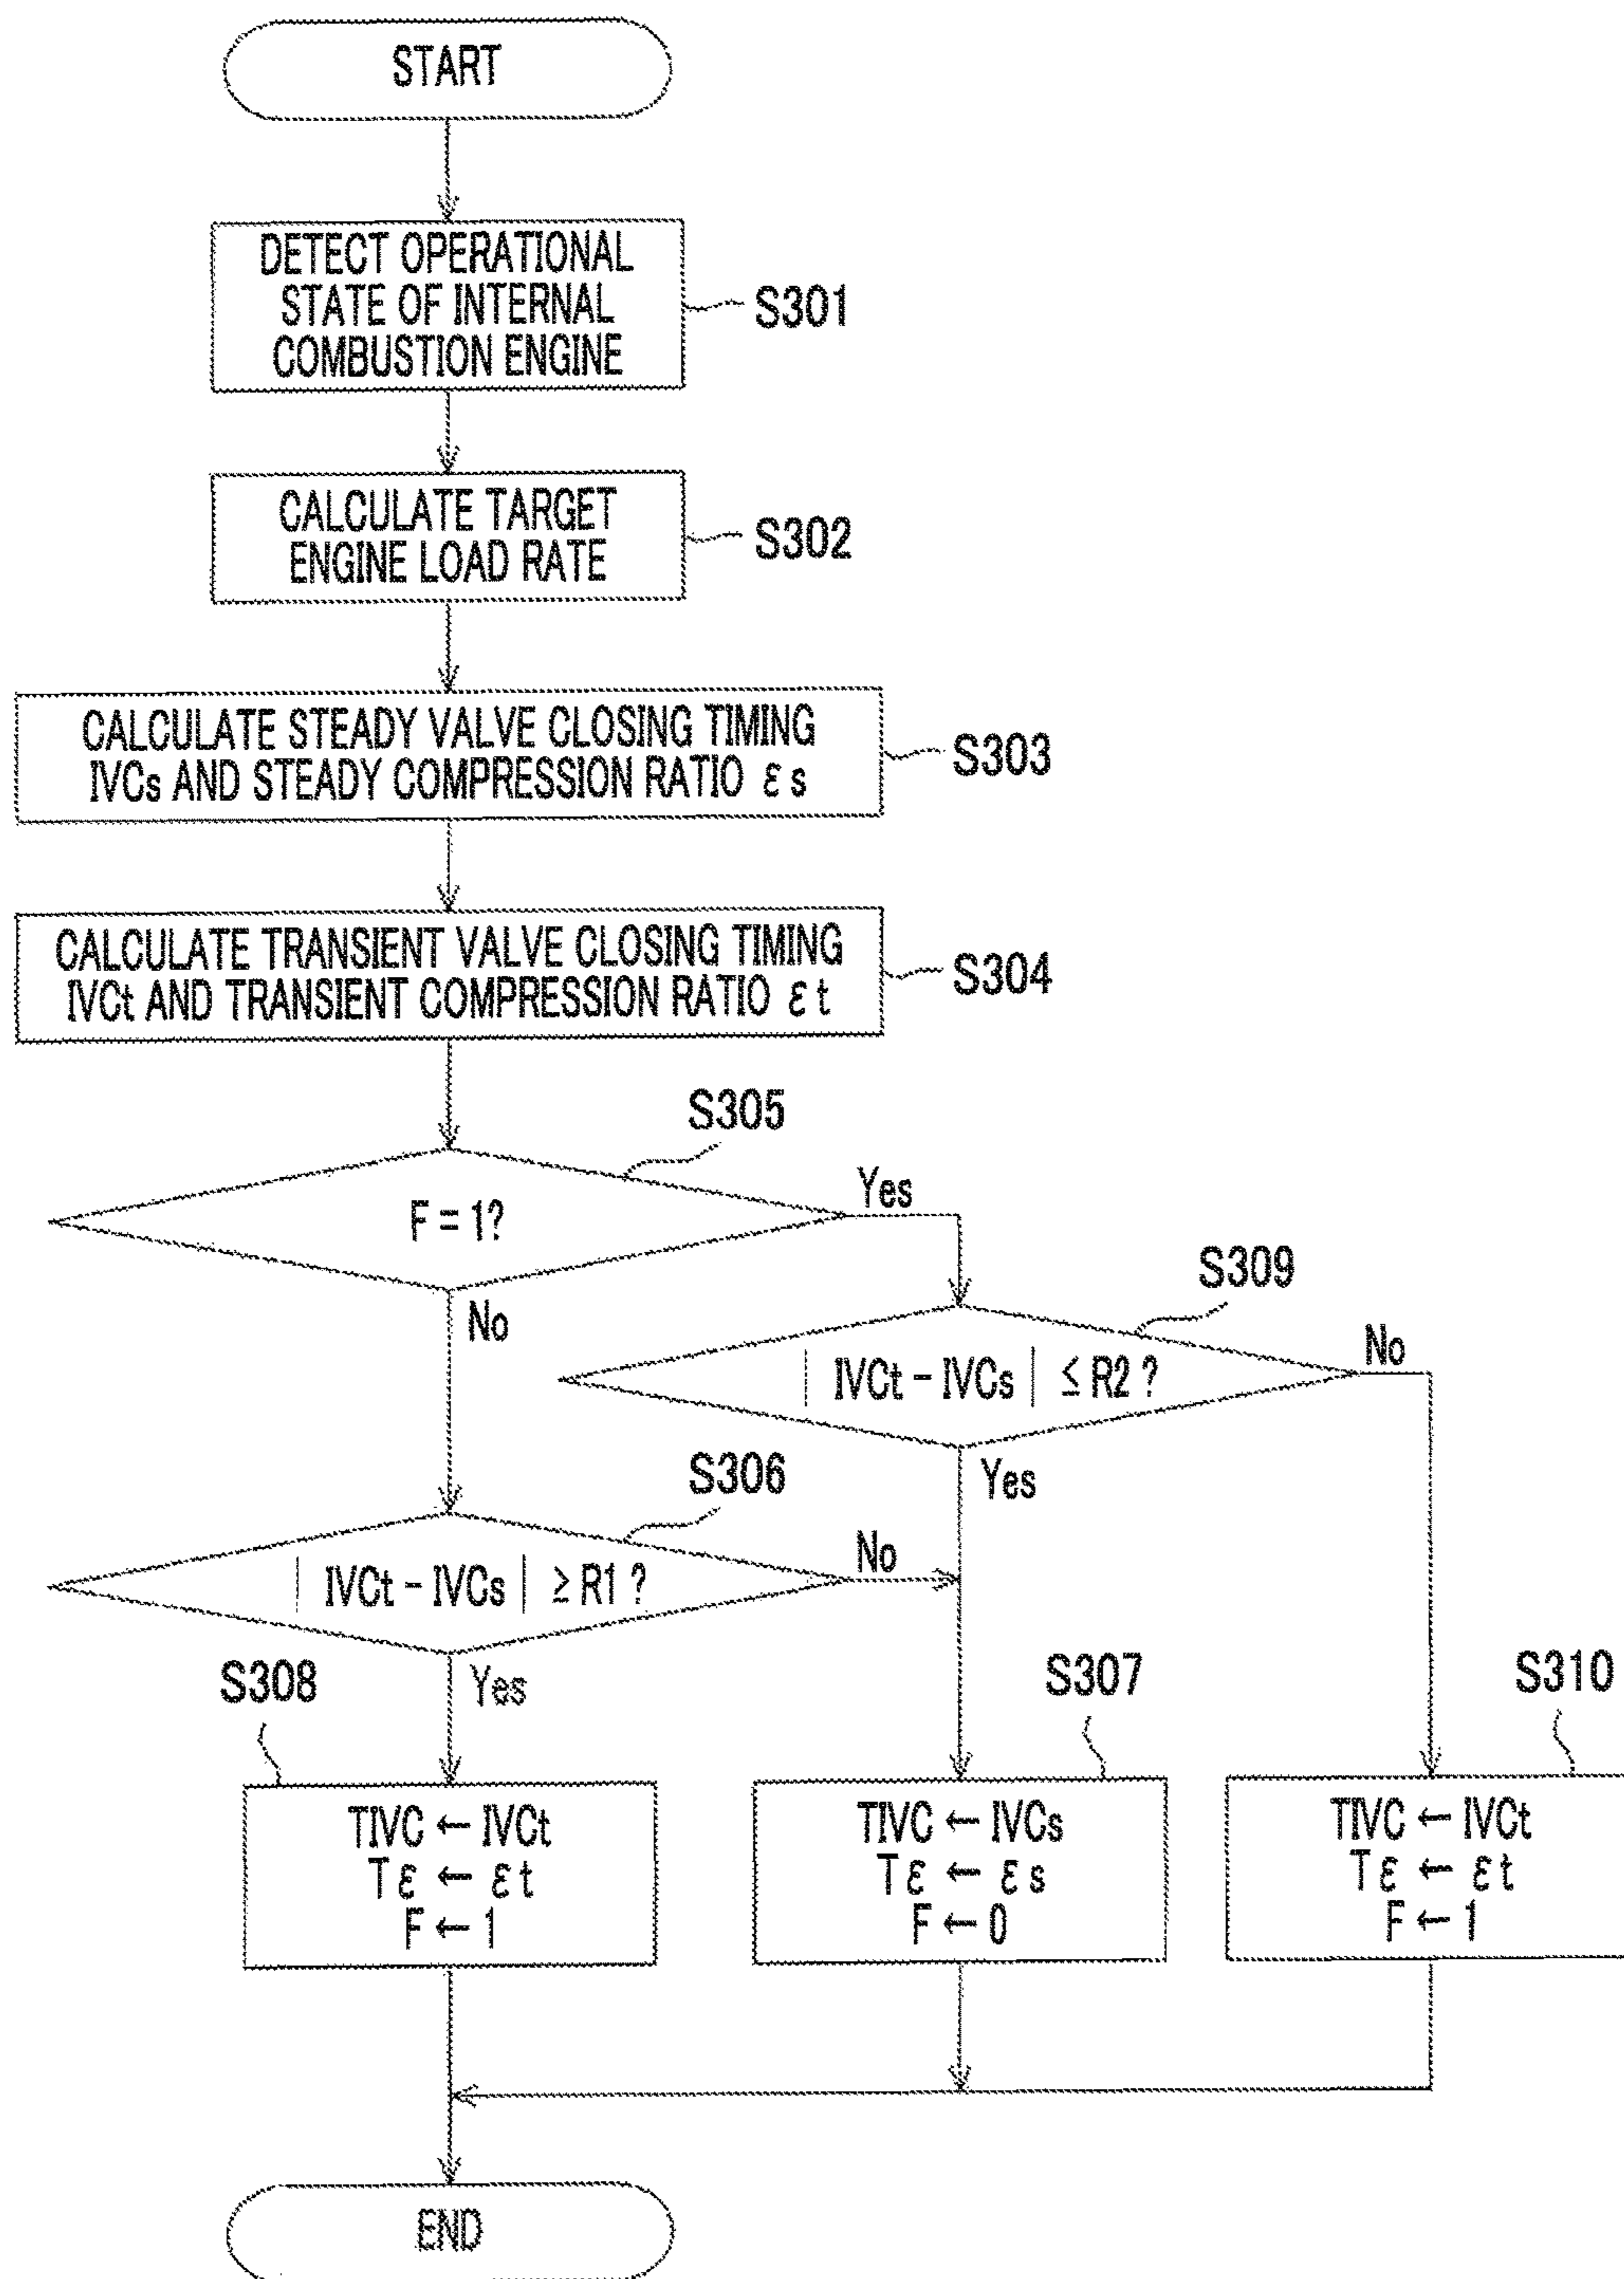 START
DETECT OPERATIONAL
STATE OF INTERNAL
COMBUSTION ENGINE
S301
CALCULATE TARGET
ENGINE LOAD RATE
S302
CALCULATE STEADY VALVE CLOSING TIMING
IVCs AND STEADY COMPRESSION RATIO εs
S303
CALCULATE TRANSIENT VALVE CLOSING TIMING
IVCt AND TRANSIENT COMPRESSION RATIO εt
S304
S305
F = 1?
Yes
No
S309
| IVCt − IVCs | ≤ R2 ?
No
Yes
S306
| IVCt − IVCs | ≥ R1 ?
No
Yes
S308
TIVC ← IVCt
Tε ← εt
F ← 1
S307
TIVC ← IVCs
Tε ← εs
F ← 0
S310
TIVC ← IVCt
Tε ← εt
F ← 1
END